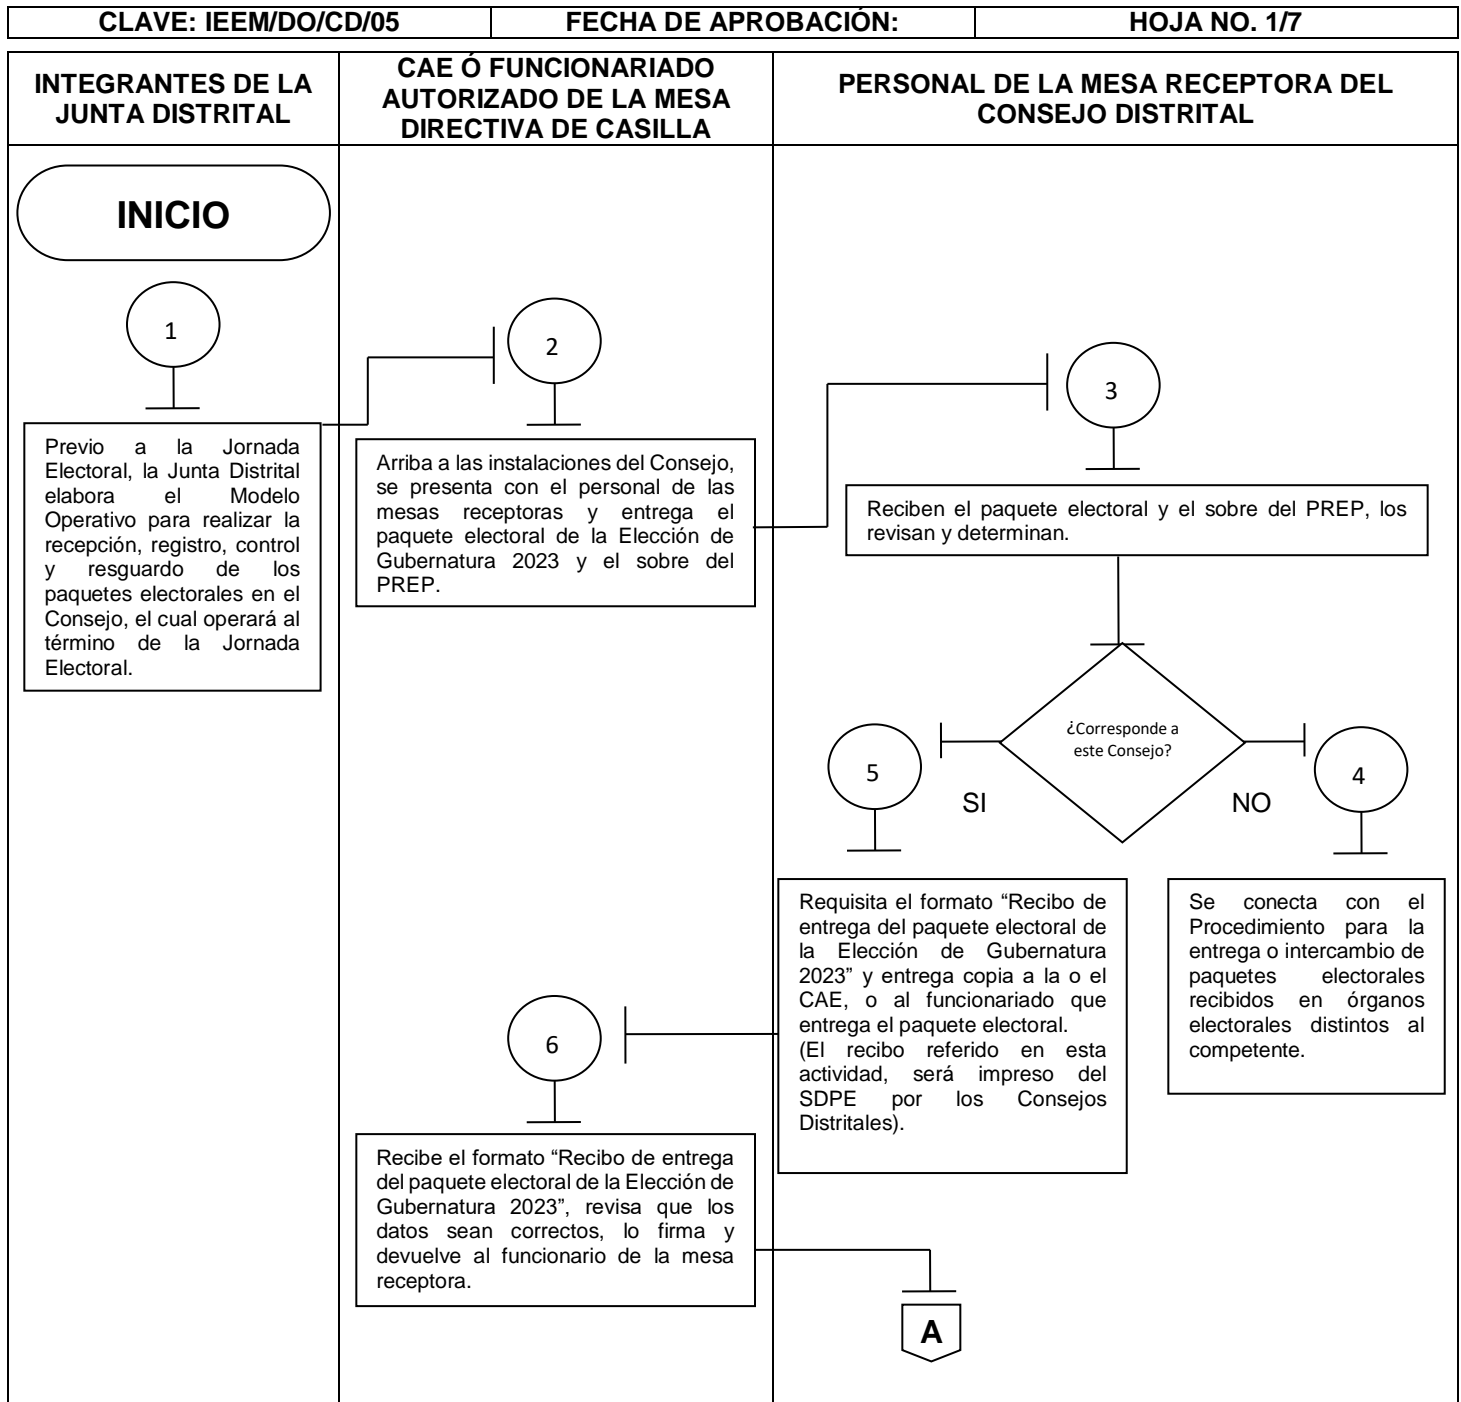 CLAVE: IEEM/DO/CD/05
FECHA DE APROBACIÓN:
HOJA NO. 1/7
INTEGRANTES DE LA
JUNTA DISTRITAL
CAE Ó FUNCIONARIADO
AUTORIZADO DE LA MESA
DIRECTIVA DE CASILLA
PERSONAL DE LA MESA RECEPTORA DEL
CONSEJO DISTRITAL
INICIO
1
Previo a la Jornada
Electoral, la Junta Distrital
elabora el Modelo
Operativo para realizar la
recepción, registro, control
y resguardo de los
paquetes electorales en el
Consejo, el cual operará al
término de la Jornada
Electoral.
2
Arriba a las instalaciones del Consejo,
se presenta con el personal de las
mesas receptoras y entrega el
paquete electoral de la Elección de
Gubernatura 2023 y el sobre del
PREP.
3
Reciben el paquete electoral y el sobre del PREP, los
revisan y determinan.
¿Corresponde a
este Consejo?
5
SI
NO
4
Requisita el formato “Recibo de
entrega del paquete electoral de
la Elección de Gubernatura
2023” y entrega copia a la o el
CAE, o al funcionariado que
entrega el paquete electoral.
(El recibo referido en esta
actividad, será impreso del
SDPE por los Consejos
Distritales).
Se conecta con el
Procedimiento para la
entrega o intercambio de
paquetes electorales
recibidos en órganos
electorales distintos al
competente.
6
Recibe el formato “Recibo de entrega
del paquete electoral de la Elección de
Gubernatura 2023”, revisa que los
datos sean correctos, lo firma y
devuelve al funcionario de la mesa
receptora.
A